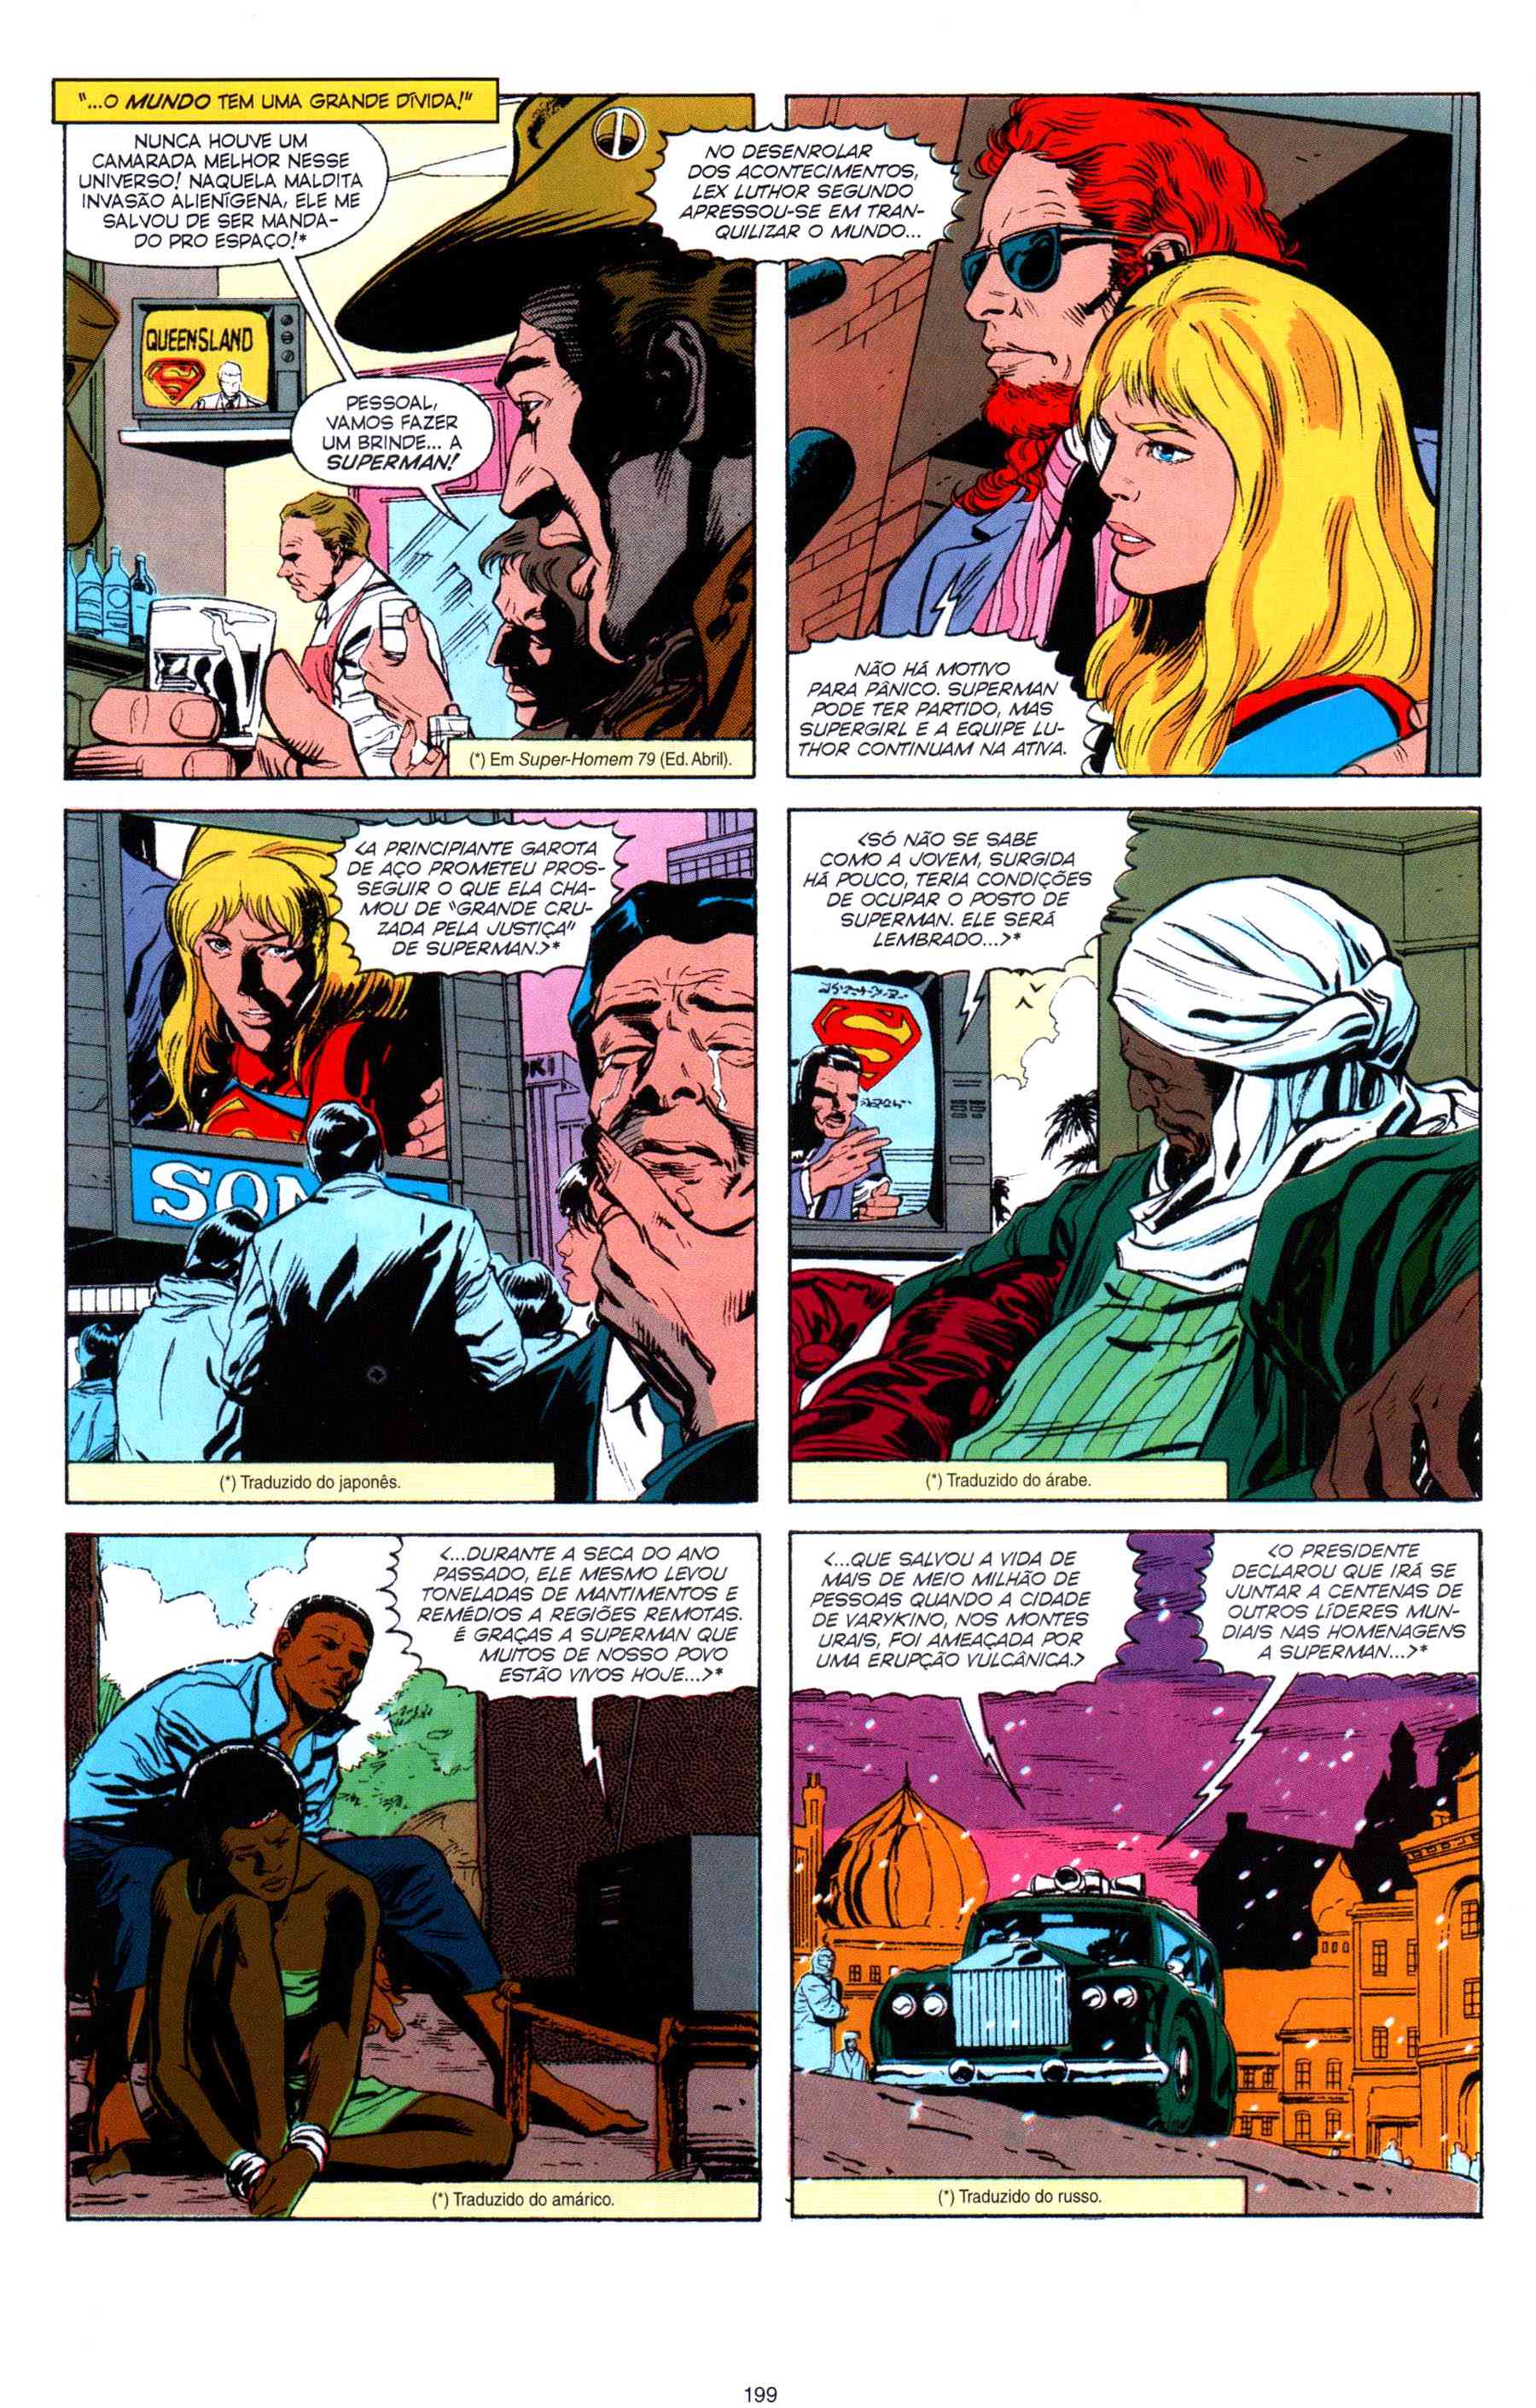 "...O MUNDO TEM UMA GRANDE DÍVIDA!"
NUNCA HOUVE UM
CAMARADA MELHOR NESSE
UNIVERSO! NAQUELA MALDITA
INVASÃO ALIENÍGENA, ELE ME
SALVOU DE SER MANDA-
DO PRO ESPAÇO!*
QUEENSLAND
PESSOAL,
VAMOS FAZER
UM BRINDE... A
SUPERMAN!
(*) Em Super-Homem 79 (Ed. Abril).
NO DESENROLAR
DOS ACONTECIMENTOS,
LEX LUTHOR SEGUNDO
APRESSOU-SE EM TRAN-
QUILIZAR O MUNDO...
NÃO HÁ MOTIVO
PARA PÂNICO. SUPERMAN
PODE TER PARTIDO, MAS
SUPERGIRL E A EQUIPE LU-
THOR CONTINUAM NA ATIVA.
<A PRINCIPIANTE GAROTA
DE AÇO PROMETEU PROS-
SEGUIR O QUE ELA CHA-
MOU DE "GRANDE CRU-
ZADA PELA JUSTIÇA"
DE SUPERMAN.>*
SON
(*) Traduzido do japonês.
<SÓ NÃO SE SABE
COMO A JOVEM, SURGIDA
HÁ POUCO, TERIA CONDIÇÕES
DE OCUPAR O POSTO DE
SUPERMAN. ELE SERÁ
LEMBRADO...>*
(*) Traduzido do árabe.
<...DURANTE A SECA DO ANO
PASSADO, ELE MESMO LEVOU
TONELADAS DE MANTIMENTOS E
REMÉDIOS A REGIÕES REMOTAS.
É GRAÇAS A SUPERMAN QUE
MUITOS DE NOSSO POVO
ESTÃO VIVOS HOJE...>*
(*) Traduzido do amárico.
<...QUE SALVOU A VIDA DE
MAIS DE MEIO MILHÃO DE
PESSOAS QUANDO A CIDADE
DE VARYKINO, NOS MONTES
URAIS, FOI AMEAÇADA POR
UMA ERUPÇÃO VULCÂNICA.>
<O PRESIDENTE
DECLAROU QUE IRÁ SE
JUNTAR A CENTENAS DE
OUTROS LÍDERES MUN-
DIAIS NAS HOMENAGENS
A SUPERMAN...>*
(*) Traduzido do russo.
199